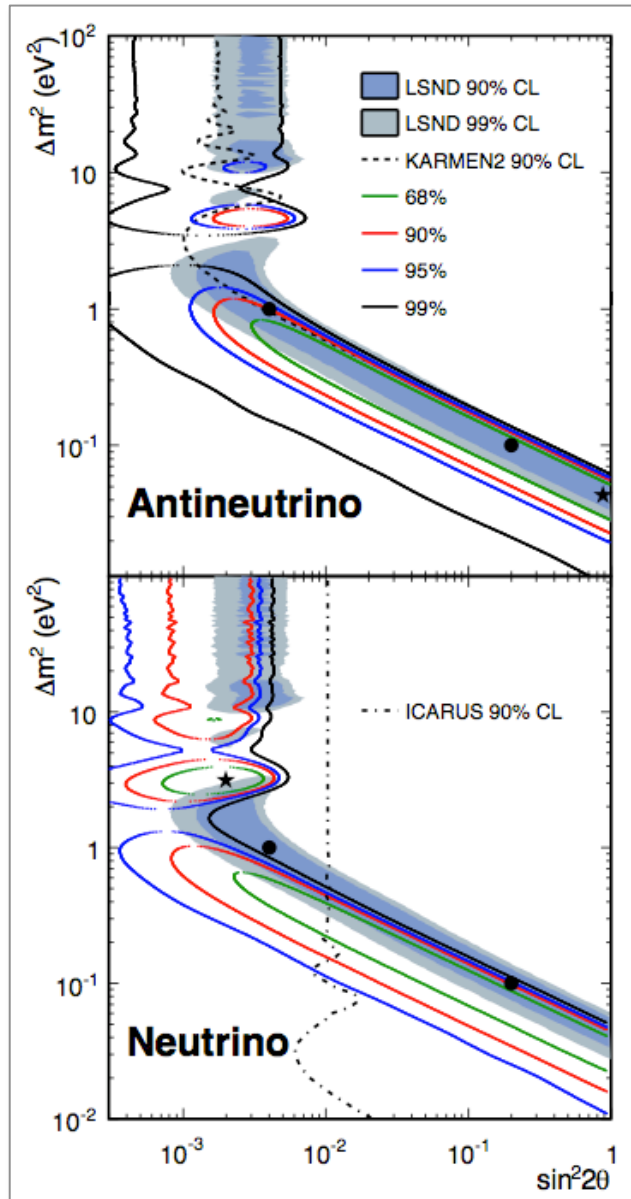 Δm² (eV²)
10²
10
1
10⁻¹
LSND 90% CL
LSND 99% CL
KARMEN2 90% CL
68%
90%
95%
99%
Antineutrino
Δm² (eV²)
10
1
10⁻¹
10⁻²
ICARUS 90% CL
Neutrino
10⁻³
10⁻²
10⁻¹
1
sin²2θ